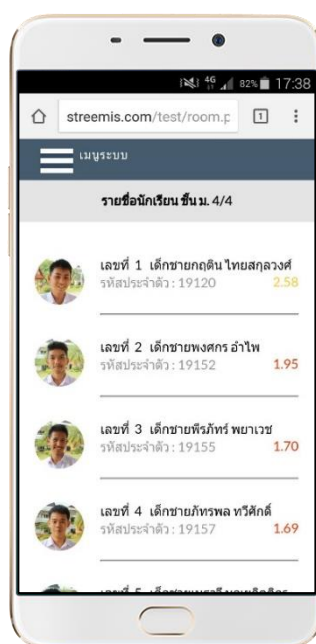 4G 82% 17:38
streemis.com/test/room.p 1
เมนูระบบ
รายชื่อนักเรียน ชั้น ม. 4/4
เลขที่ 1 เด็กชายกฤติน ไทยสกุลวงศ์
รหัสประจำตัว : 19120 2.58
เลขที่ 2 เด็กชายพงศกร อำไพ
รหัสประจำตัว : 19152 1.95
เลขที่ 3 เด็กชายพีรภัทร์ พยาเวช
รหัสประจำตัว : 19155 1.70
เลขที่ 4 เด็กชายภัทรพล ทวีศักดิ์
รหัสประจำตัว : 19157 1.69
เลขที่ 5